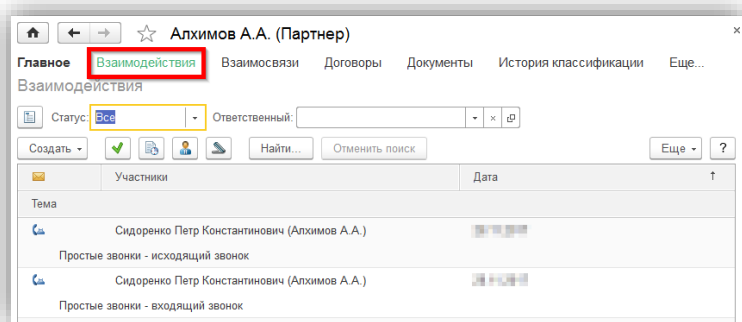 Алхимов А.А. (Партнер)
Главное Взаимодействия Взаимосвязи Договоры Документы История классификации Еще...
Взаимодействия
Статус: Все Ответственный:
Создать Найти... Отменить поиск Еще ?
Участники Дата
Тема
Сидоренко Петр Константинович (Алхимов А.А.)
Простые звонки - исходящий звонок
Сидоренко Петр Константинович (Алхимов А.А.)
Простые звонки - входящий звонок